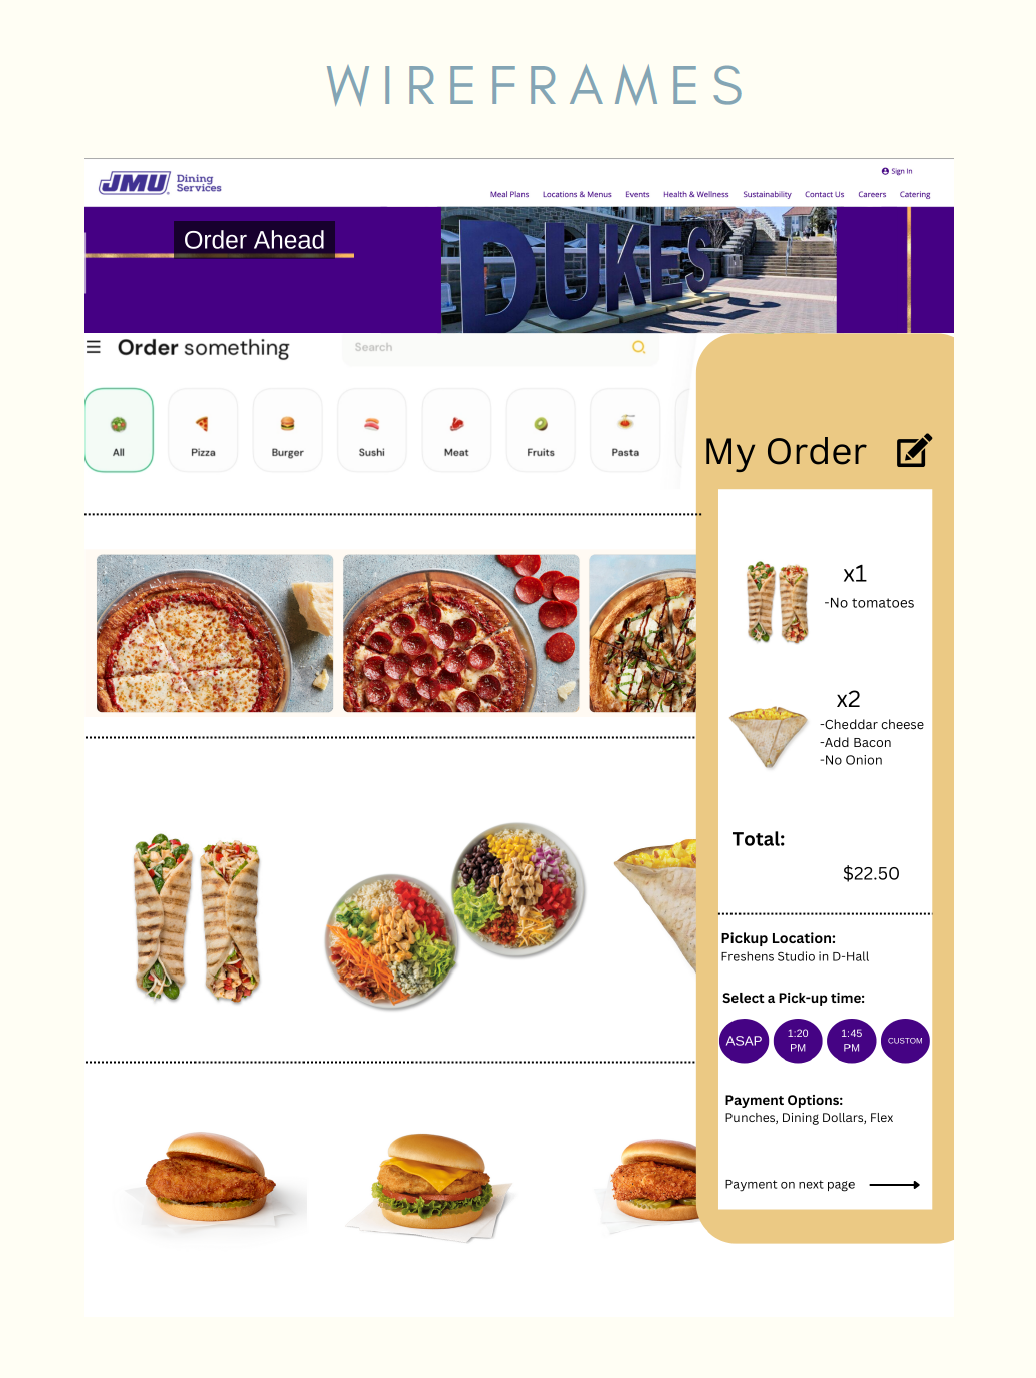 WIREFRAMES
JMU Dining Services
Sign In
Meal Plans Locations & Menus Events Health & Wellness Sustainability Contact Us Careers Catering
Order Ahead
DUKES
Order something
Search
All Pizza Burger Sushi Meat Fruits Pasta
My Order
x1
-No tomatoes
x2
-Cheddar cheese
-Add Bacon
-No Onion
Total:
$22.50
Pickup Location:
Freshens Studio in D-Hall
Select a Pick-up time:
ASAP 1:20 PM 1:45 PM CUSTOM
Payment Options:
Punches, Dining Dollars, Flex
Payment on next page